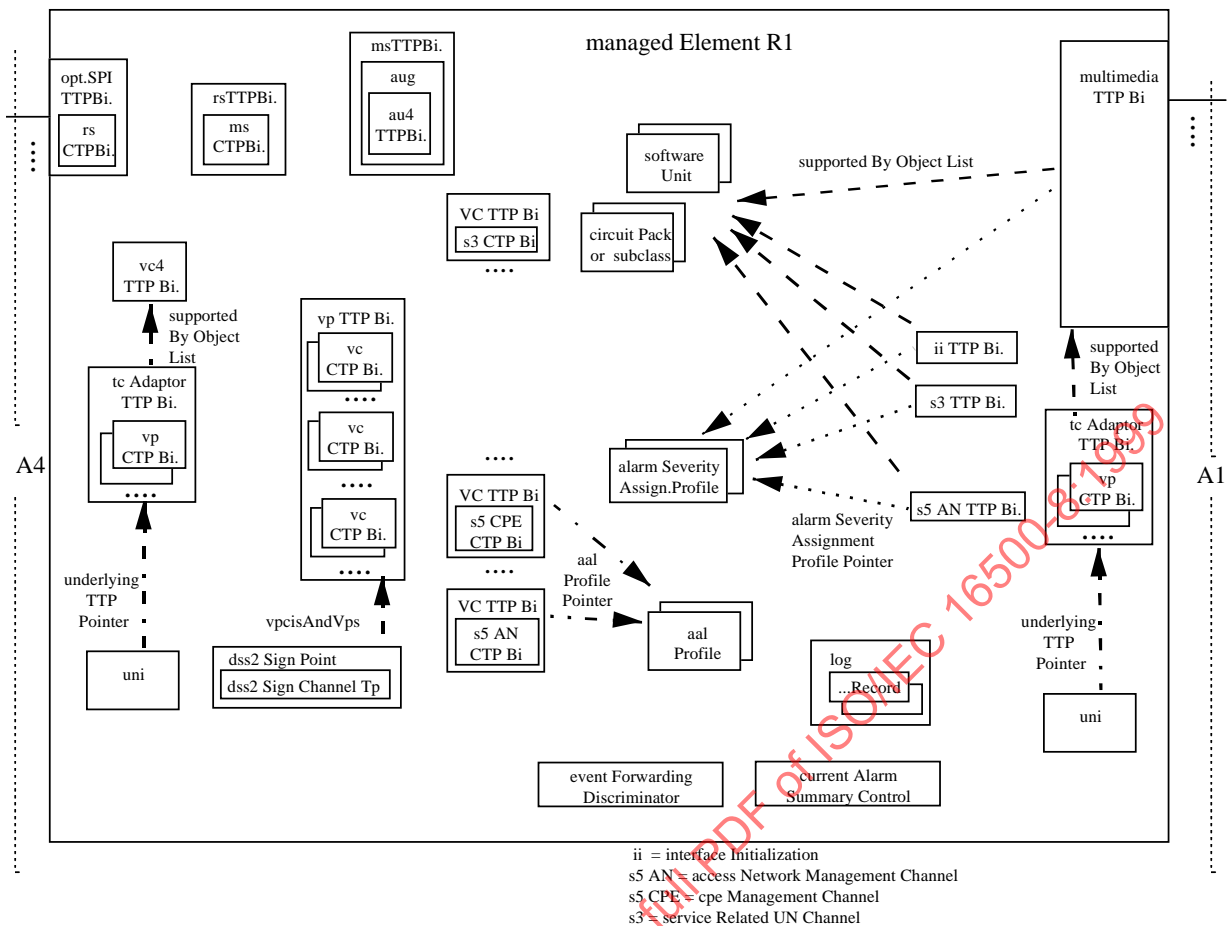 managed Element R1
opt.SPI
TTPBi.
rs
CTPBi.
rsTTPBi.
ms
CTPBi.
msTTPBi.
aug
au4
TTPBi.
software
Unit
circuit Pack
or subclass
supported By Object List
multimedia
TTP Bi
VC TTP Bi
s3 CTP Bi
vc4
TTP Bi.
supported
By Object
List
tc Adaptor
TTP Bi.
vp
CTP Bi.
vp TTP Bi.
vc
CTP Bi.
vc
CTP Bi.
vc
CTP Bi.
ii TTP Bi.
s3 TTP Bi.
s5 AN TTP Bi.
supported
By Object
List
tc Adaptor
TTP Bi.
vp
CTP Bi.
A4
A1
alarm Severity
Assign.Profile
alarm Severity
Assignment
Profile Pointer
VC TTP Bi
s5 CPE
CTP Bi
aal
Profile
Pointer
VC TTP Bi
s5 AN
CTP Bi
aal
Profile
underlying
TTP
Pointer
uni
vpcisAndVps
dss2 Sign Point
dss2 Sign Channel Tp
log
...Record
underlying
TTP
Pointer
uni
event Forwarding
Discriminator
current Alarm
Summary Control
ii = interface Initialization
s5 AN = access Network Management Channel
s5 CPE = cpe Management Channel
s3 = service Related UN Channel
full PDF of ISO/IEC 16500-8:1999